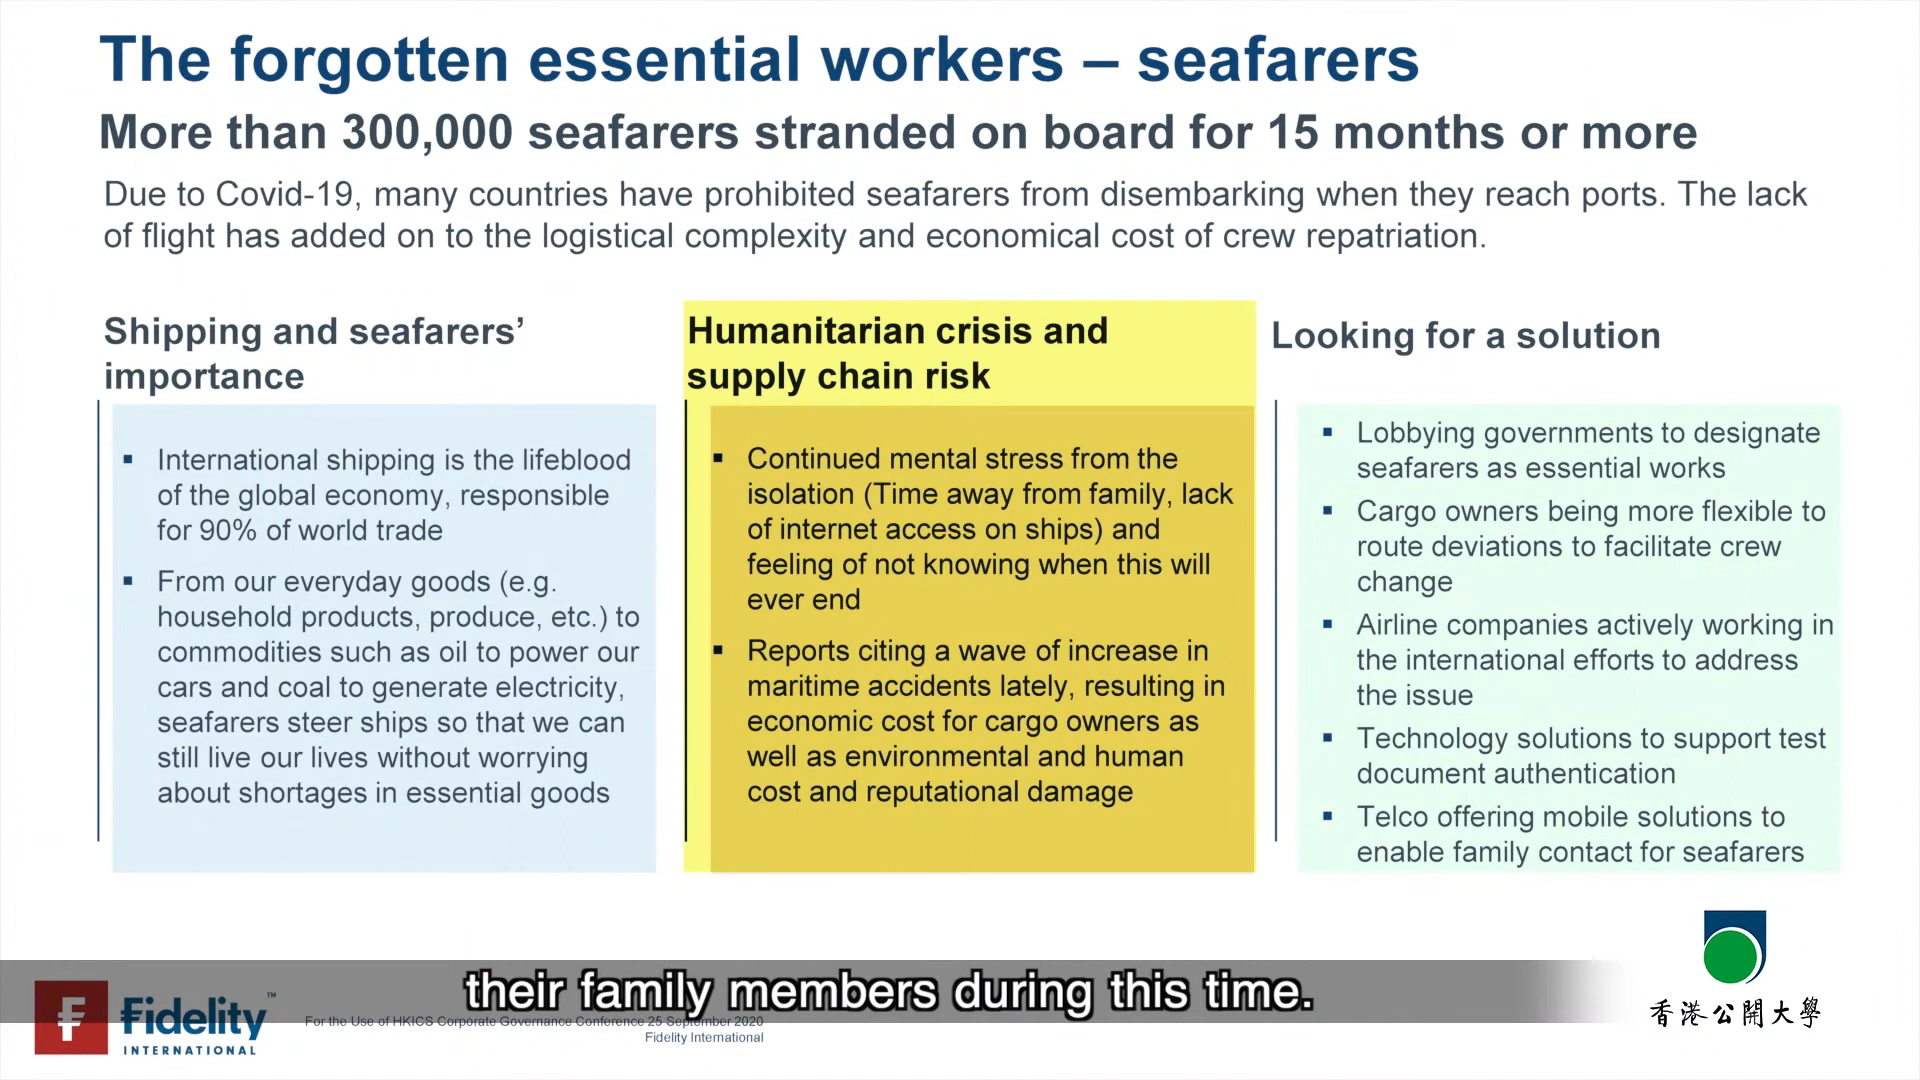 The forgotten essential workers – seafarers
More than 300,000 seafarers stranded on board for 15 months or more
Due to Covid-19, many countries have prohibited seafarers from disembarking when they reach ports. The lack
of flight has added on to the logistical complexity and economical cost of crew repatriation.
Shipping and seafarers’
importance
▪ International shipping is the lifeblood
of the global economy, responsible
for 90% of world trade
▪ From our everyday goods (e.g.
household products, produce, etc.) to
commodities such as oil to power our
cars and coal to generate electricity,
seafarers steer ships so that we can
still live our lives without worrying
about shortages in essential goods
Humanitarian crisis and
supply chain risk
▪ Continued mental stress from the
isolation (Time away from family, lack
of internet access on ships) and
feeling of not knowing when this will
ever end
▪ Reports citing a wave of increase in
maritime accidents lately, resulting in
economic cost for cargo owners as
well as environmental and human
cost and reputational damage
Looking for a solution
▪ Lobbying governments to designate
seafarers as essential works
▪ Cargo owners being more flexible to
route deviations to facilitate crew
change
▪ Airline companies actively working in
the international efforts to address
the issue
▪ Technology solutions to support test
document authentication
▪ Telco offering mobile solutions to
enable family contact for seafarers
their family members during this time.
Fidelity™
INTERNATIONAL
For the Use of HKICS Corporate Governance Conference 25 September 2020
Fidelity International
香港公開大學